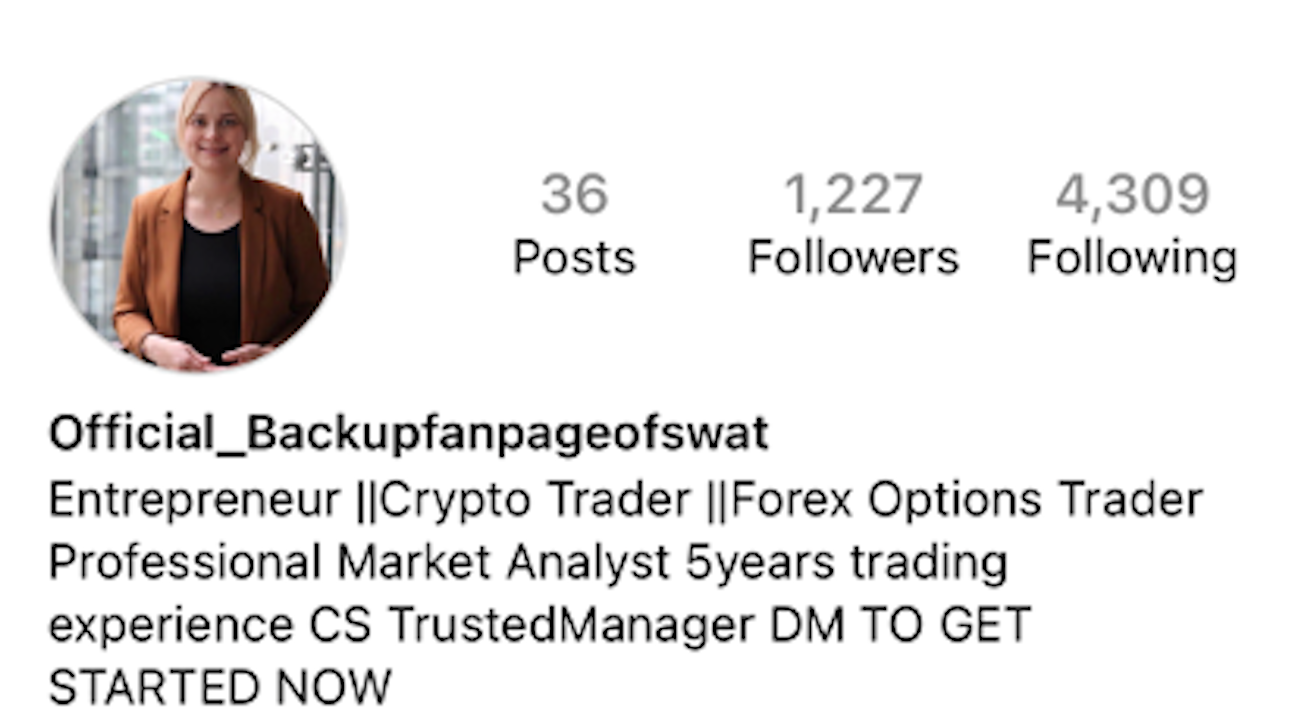 36 1,227 4,309
Posts Followers Following
Official_Backupfanpageofswat
Entrepreneur ||Crypto Trader ||Forex Options Trader
Professional Market Analyst 5years trading
experience CS TrustedManager DM TO GET
STARTED NOW